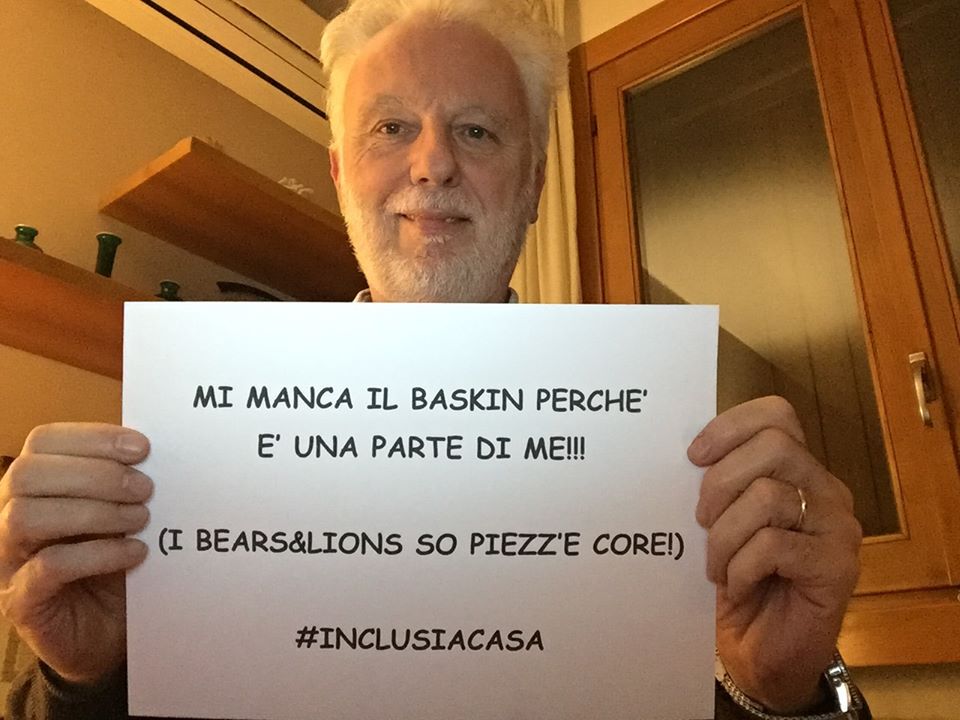 MI MANCA IL BASKIN PERCHE'
E' UNA PARTE DI ME!!!
(I BEARS&LIONS SO PIEZZ'E CORE!)
#INCLUSIACASA